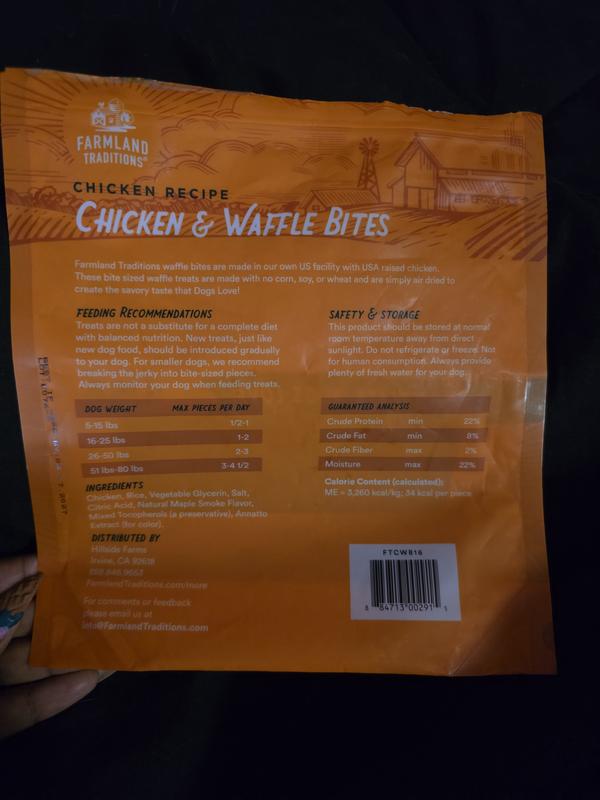 FARMLAND
TRADITIONS
CHICKEN RECIPE
CHICKEN & WAFFLE BITES
Farmland Traditions waffle bites are made in our own US facility with USA raised chicken.
These bite sized waffle treats are made with no corn, soy, or wheat and are simply air dried to
create the savory taste that Dogs Love!
FEEDING RECOMMENDATIONS
Treats are not a substitute for a complete diet
with balanced nutrition. New treats, just like
new dog food, should be introduced gradually
to your dog. For smaller dogs, we recommend
breaking the jerky into bite-sized pieces.
Always monitor your dog when feeding treats.
DOG WEIGHT MAX PIECES PER DAY
5-15 lbs 1/2-1
16-25 lbs 1-2
26-50 lbs 2-3
51 lbs-80 lbs 3-4 1/2
INGREDIENTS
Chicken, Rice, Vegetable Glycerin, Salt,
Citric Acid, Natural Maple Smoke Flavor,
Mixed Tocopherols (a preservative), Annatto
Extract (for color).
DISTRIBUTED BY
Hillside Farms
Irvine, CA 92618
888.846.9653
FarmlandTraditions.com/more
For comments or feedback
please email us at
Info@FarmlandTraditions.com
SAFETY & STORAGE
This product should be stored at normal
room temperature away from direct
sunlight. Do not refrigerate or freeze. Not
for human consumption. Always provide
plenty of fresh water for your dog.
GUARANTEED ANALYSIS
Crude Protein min 22%
Crude Fat min 8%
Crude Fiber max 2%
Moisture max 22%
Calorie Content (calculated):
ME = 3,260 kcal/kg; 34 kcal per piece
FTCWB16
8 84713 00291 1